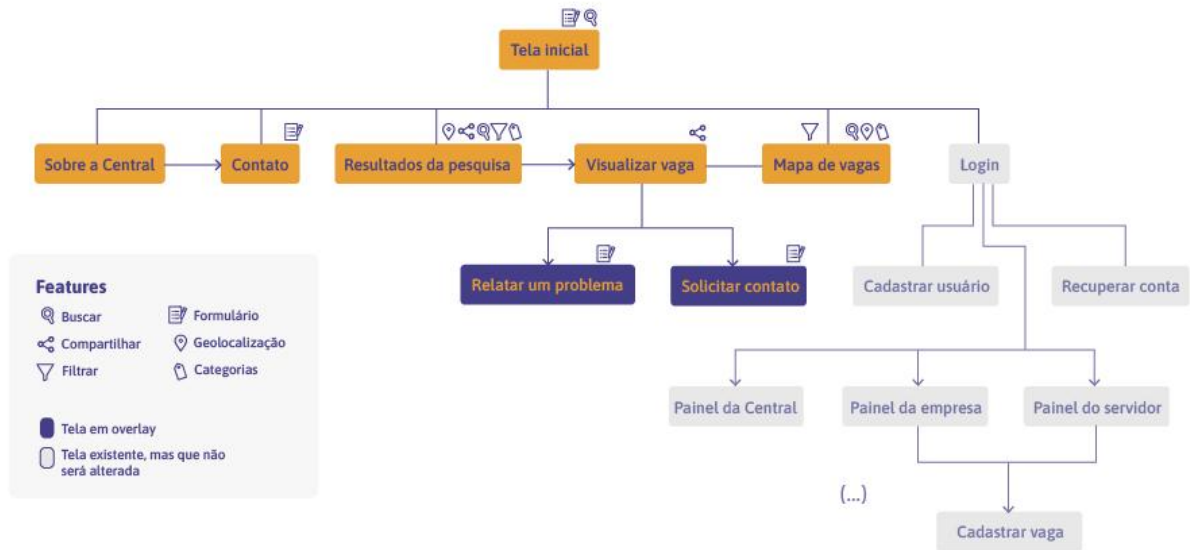 Tela inicial
Sobre a Central
Contato
Resultados da pesquisa
Visualizar vaga
Mapa de vagas
Login
Relatar um problema
Solicitar contato
Cadastrar usuário
Recuperar conta
Features
Buscar
Formulário
Compartilhar
Geolocalização
Filtrar
Categorias
Tela em overlay
Tela existente, mas que não
será alterada
Painel da Central
Painel da empresa
Painel do servidor
(...)
Cadastrar vaga